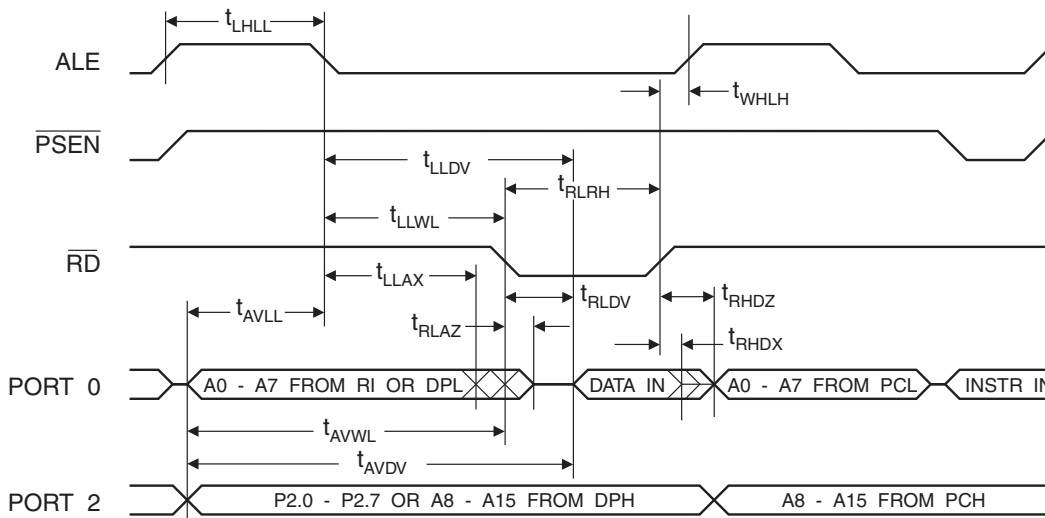 tLHLL
ALE
tWHLH
PSEN
tLLDV
tRLRH
tLLWL
RD
tLLAX
tRLDV
tRHDZ
tAVLL
tRLAZ
tRHDX
PORT 0
A0 - A7 FROM RI OR DPL
DATA IN
A0 - A7 FROM PCL
INSTR IN
tAVWL
tAVDV
PORT 2
P2.0 - P2.7 OR A8 - A15 FROM DPH
A8 - A15 FROM PCH